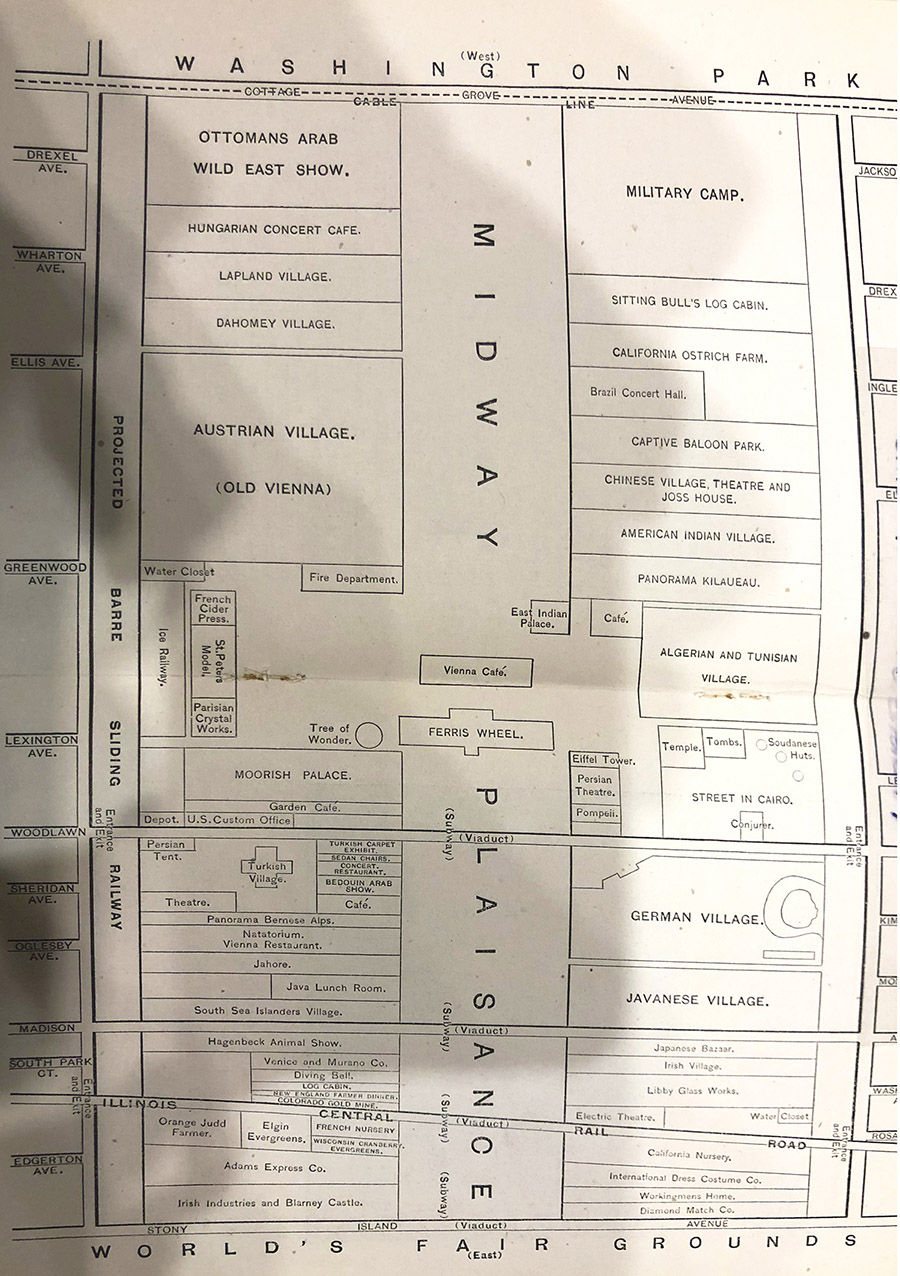 (West)
WASHINGTON PARK
COTTAGE GROVE AVENUE
CABLE LINE
DREXEL
AVE.
WHARTON
AVE.
ELLIS AVE.
GREENWOOD
AVE.
LEXINGTON
AVE.
WOODLAWN
SHERIDAN
AVE.
OGLESBY
AVE.
MADISON
SOUTH PARK
CT.
EDGERTON
AVE.
PROJECTED BARRE SLIDING RAILWAY
Entrance
and Exit
Entrance
and Exit
OTTOMANS ARAB
WILD EAST SHOW.
HUNGARIAN CONCERT CAFE.
LAPLAND VILLAGE.
DAHOMEY VILLAGE.
AUSTRIAN VILLAGE.
(OLD VIENNA)
Water Closet
Fire Department.
French
Cider
Press.
Ice Railway.
St. Peters
Model.
Parisian
Crystal
Works.
Tree of
Wonder.
MOORISH PALACE.
Garden Café.
Depot.
U.S. Custom Office
Persian
Tent.
Turkish
Village.
TURKISH CARPET
EXHIBIT.
SEDAN CHAIRS.
CONCERT.
RESTAURANT.
BEDOUIN ARAB
SHOW.
Theatre.
Café.
Panorama Bernese Alps.
Natatorium.
Vienna Restaurant.
Jahore.
Java Lunch Room.
South Sea Islanders Village.
Hagenbeck Animal Show.
Venice and Murano Co.
Diving Bell.
LOG CABIN.
NEW ENGLAND FARMER DINNER.
COLORADO GOLD MINE.
ILLINOIS CENTRAL RAIL ROAD
Orange Judd
Farmer.
Elgin
Evergreens.
FRENCH NURSERY
WISCONSIN CRANBERRY
EVERGREENS.
Adams Express Co.
Irish Industries and Blarney Castle.
MIDWAY PLAISANCE
Vienna Café.
FERRIS WHEEL.
(Subway)
(Viaduct)
(Subway)
(Viaduct)
(Subway)
(Viaduct)
(Subway)
(Viaduct)
MILITARY CAMP.
SITTING BULL'S LOG CABIN.
CALIFORNIA OSTRICH FARM.
Brazil Concert Hall.
CAPTIVE BALOON PARK.
CHINESE VILLAGE, THEATRE AND
JOSS HOUSE.
AMERICAN INDIAN VILLAGE.
PANORAMA KILAUEAU.
East Indian
Palace.
Café.
ALGERIAN AND TUNISIAN
VILLAGE.
Eiffel Tower.
Persian
Theatre.
Pompeii.
Temple.
Tombs.
Soudanese
Huts.
STREET IN CAIRO.
Conjurer.
GERMAN VILLAGE.
JAVANESE VILLAGE.
Japanese Bazaar.
Irish Village.
Libby Glass Works.
Electric Theatre.
Water Closet
California Nursery.
International Dress Costume Co.
Workingmens Home.
Diamond Match Co.
Entrance
and Exit
Entrance
and Exit
JACKSO
DREX
INGLE
EL
LE
KIM
MO
A
WASH
A
ROSA
STONY ISLAND AVENUE
WORLD'S FAIR GROUNDS
(East)